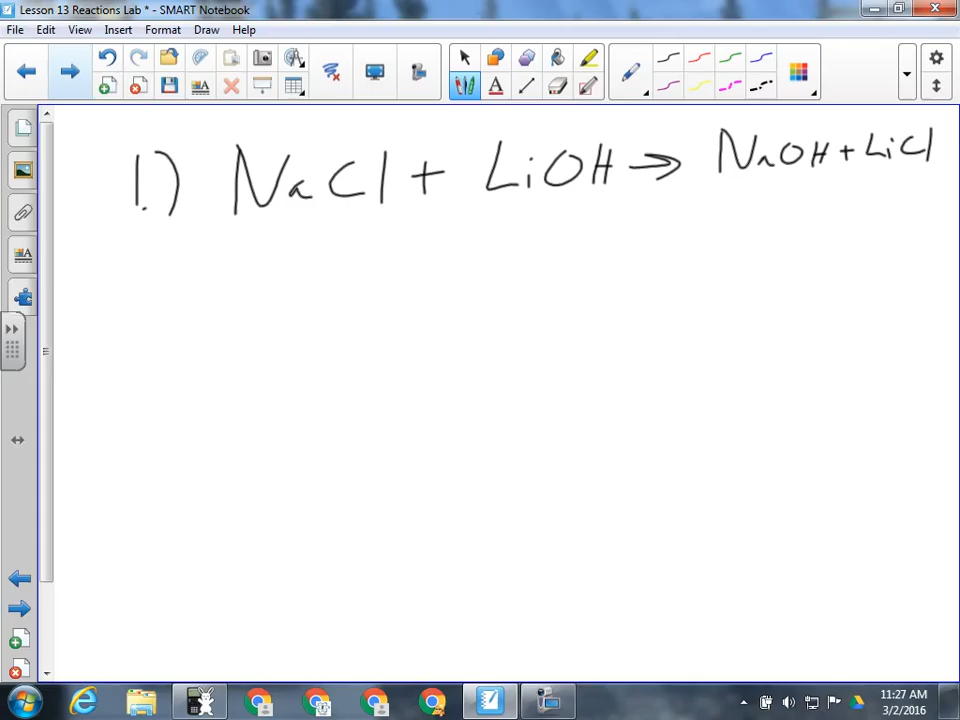 Lesson 13 Reactions Lab * - SMART Notebook
File Edit View Insert Format Draw Help
1.) NaCl + LiOH → NaOH + LiCl
11:27 AM
3/2/2016